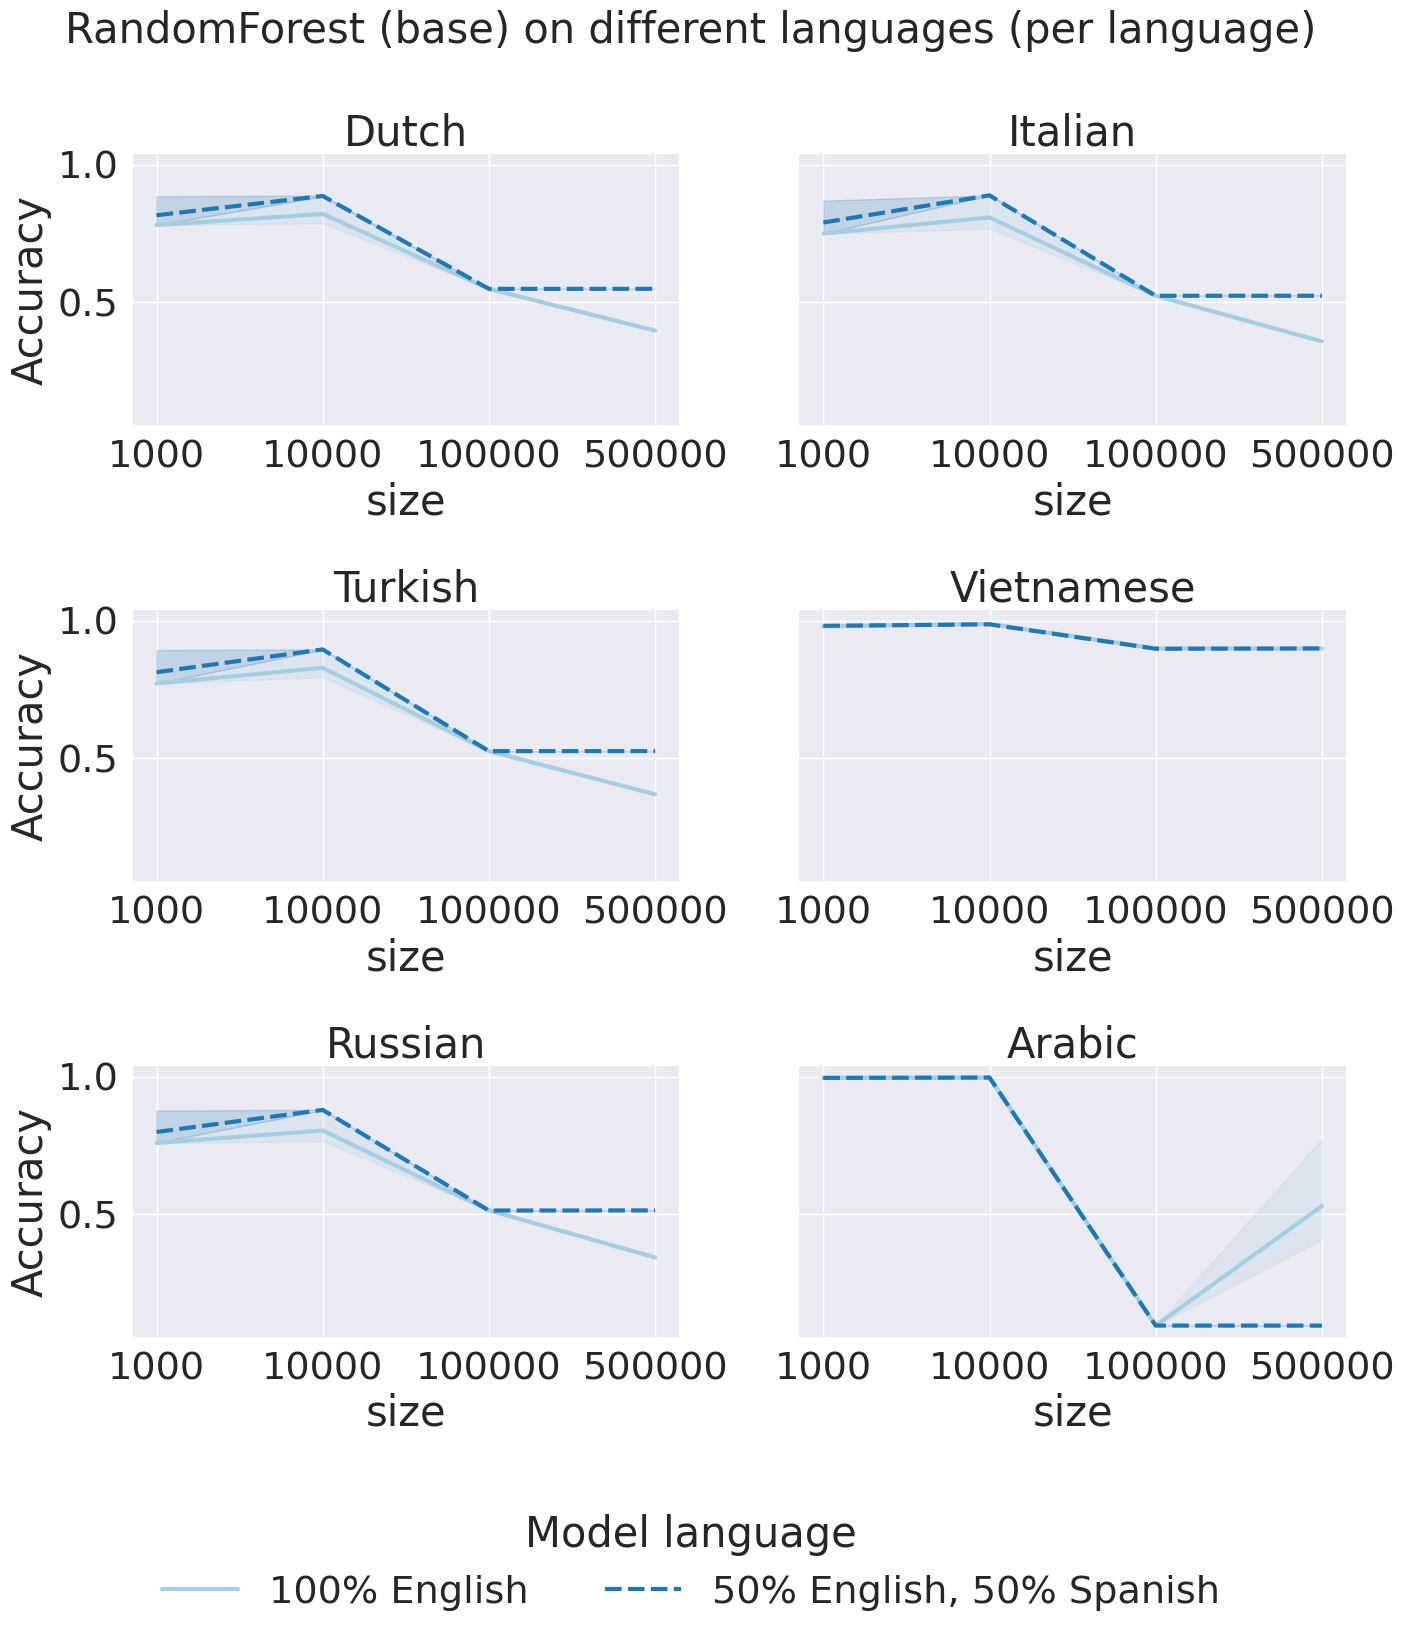 RandomForest (base) on different languages (per language)
Dutch
Italian
1.0
0.5
Accuracy
1000 10000 100000 500000
size
1000 10000 100000 500000
size
Turkish
Vietnamese
1.0
0.5
Accuracy
1000 10000 100000 500000
size
1000 10000 100000 500000
size
Russian
Arabic
1.0
0.5
Accuracy
1000 10000 100000 500000
size
1000 10000 100000 500000
size
Model language
100% English
50% English, 50% Spanish